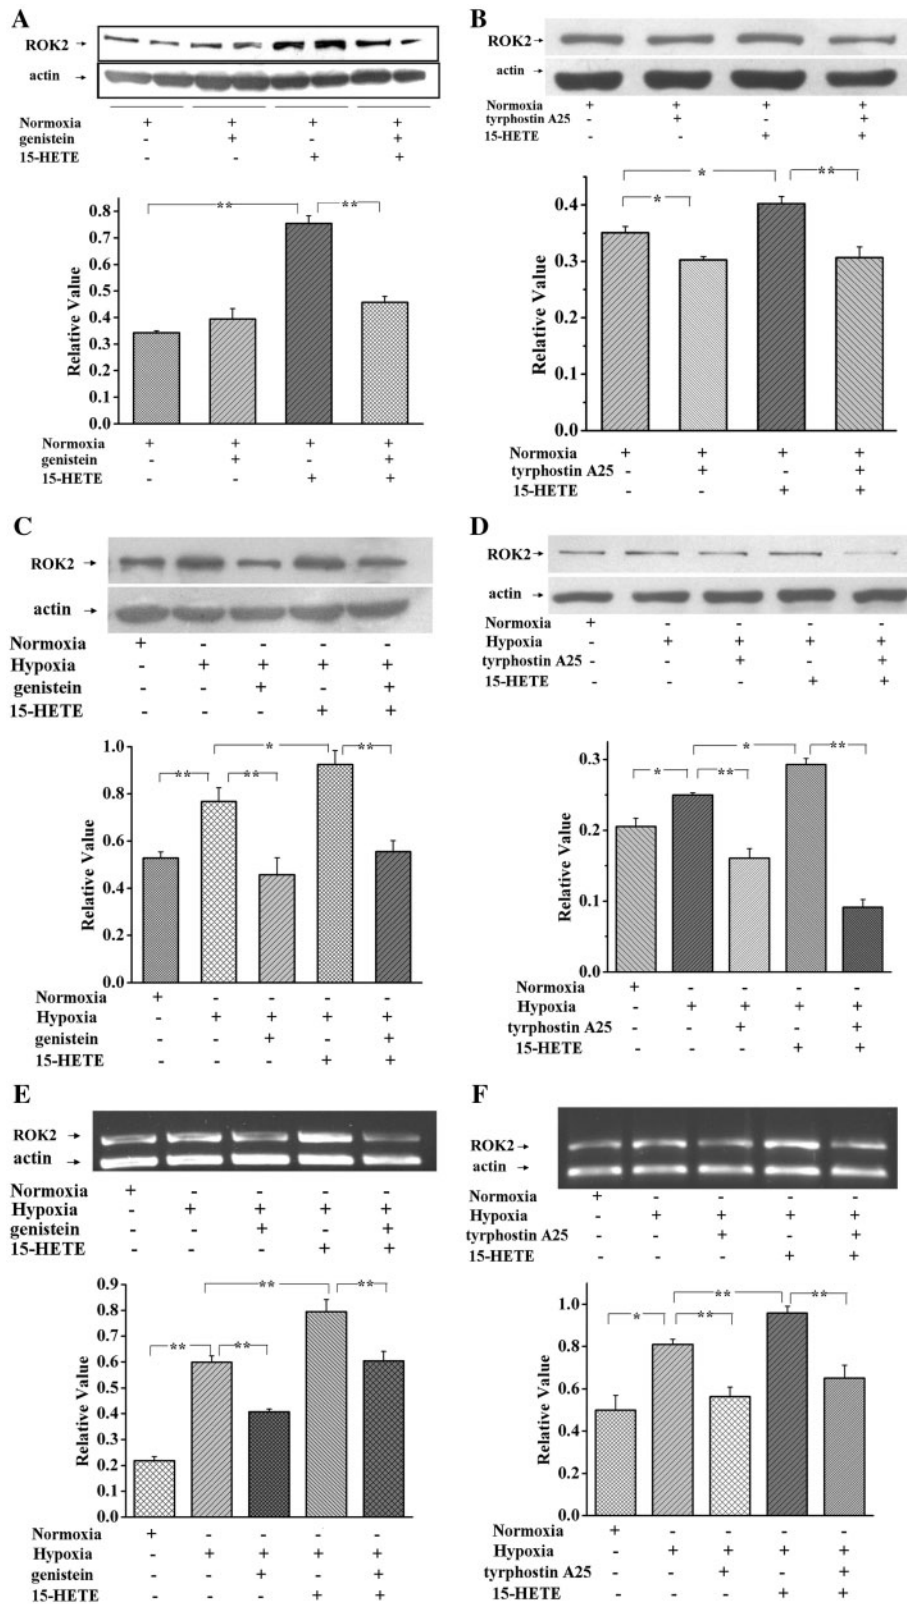 A
ROK2
actin
Normoxia + + + +
genistein - + - +
15-HETE - - + +
** **
Relative Value
0.8
0.7
0.6
0.5
0.4
0.3
0.2
0.1
0.0
Normoxia + + + +
genistein - + - +
15-HETE - - + +
B
ROK2
actin
Normoxia + + + +
tyrphostin A25 - + - +
15-HETE - - + +
* **
*
Relative Value
0.4
0.3
0.2
0.1
0.0
Normoxia + + + +
tyrphostin A25 - + - +
15-HETE - - + +
C
ROK2
actin
Normoxia + - - - -
Hypoxia - + + + +
genistein - - + - +
15-HETE - - - + +
* **
** **
Relative Value
1.0
0.8
0.6
0.4
0.2
0.0
Normoxia + - - - -
Hypoxia - + + + +
genistein - - + - +
15-HETE - - - + +
D
ROK2
actin
Normoxia + - - - -
Hypoxia - + + + +
tyrphostin A25 - - + - +
15-HETE - - - + +
* **
* **
Relative Value
0.3
0.2
0.1
0.0
Normoxia + - - - -
Hypoxia - + + + +
tyrphostin A25 - - + - +
15-HETE - - - + +
E
ROK2
actin
Normoxia + - - - -
Hypoxia - + + + +
genistein - - + - +
15-HETE - - - + +
** **
** **
Relative Value
0.9
0.8
0.7
0.6
0.5
0.4
0.3
0.2
0.1
0.0
Normoxia + - - - -
Hypoxia - + + + +
genistein - - + - +
15-HETE - - - + +
F
ROK2
actin
Normoxia + - - - -
Hypoxia - + + + +
tyrphostin A25 - - + - +
15-HETE - - - + +
** **
* **
Relative Value
1.0
0.8
0.6
0.4
0.2
0.0
Normoxia + - - - -
Hypoxia - + + + +
tyrphostin A25 - - + - +
15-HETE - - - + +